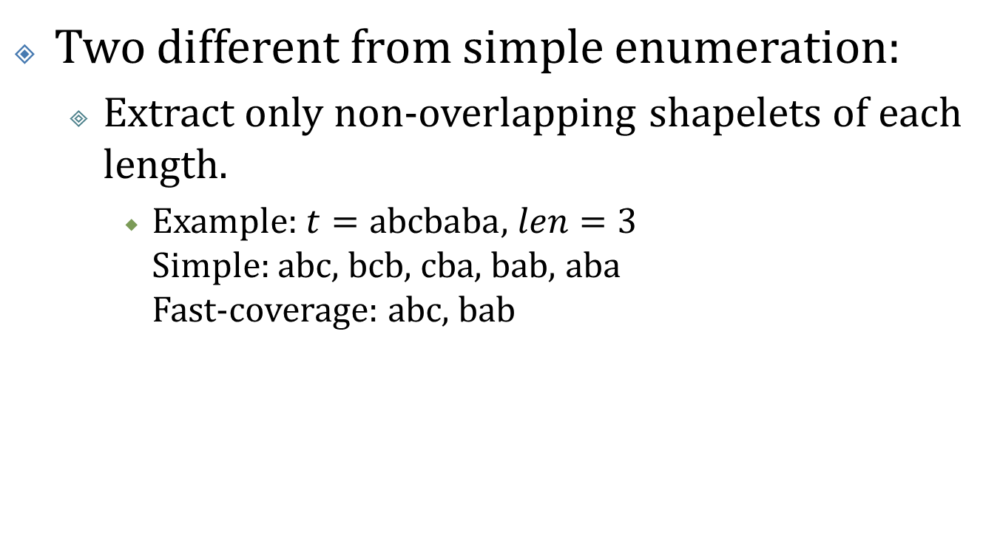 Two different from simple enumeration:
Extract only non-overlapping shapelets of each
length.
Example: t = abcbaba, len = 3
Simple: abc, bcb, cba, bab, aba
Fast-coverage: abc, bab